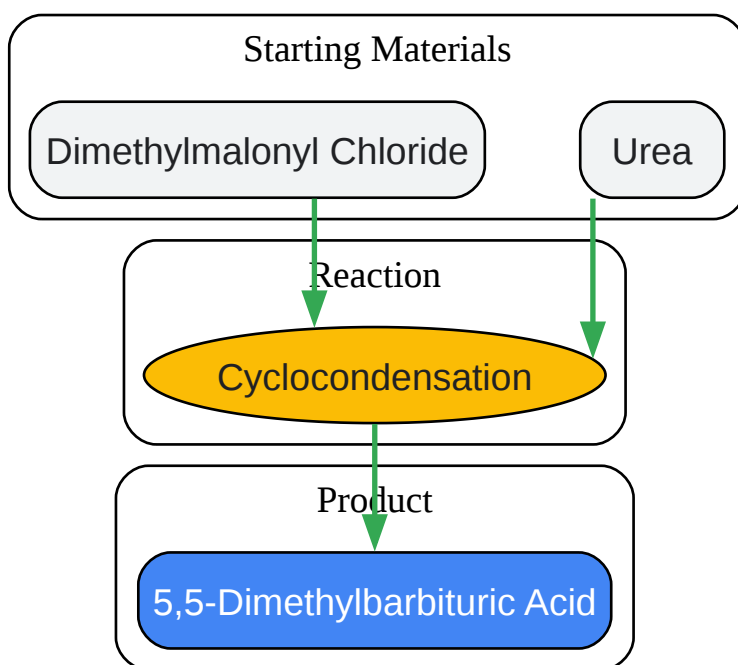 Starting Materials
Dimethylmalonyl Chloride
Urea
Reaction
Cyclocondensation
Product
5,5-Dimethylbarbituric Acid